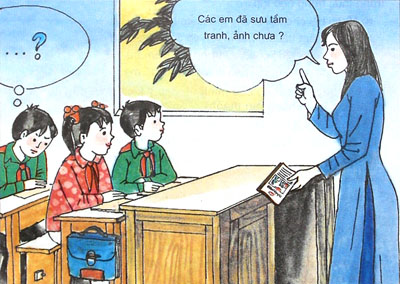 ... ?
Các em đã sưu tầm
tranh, ảnh chưa ?